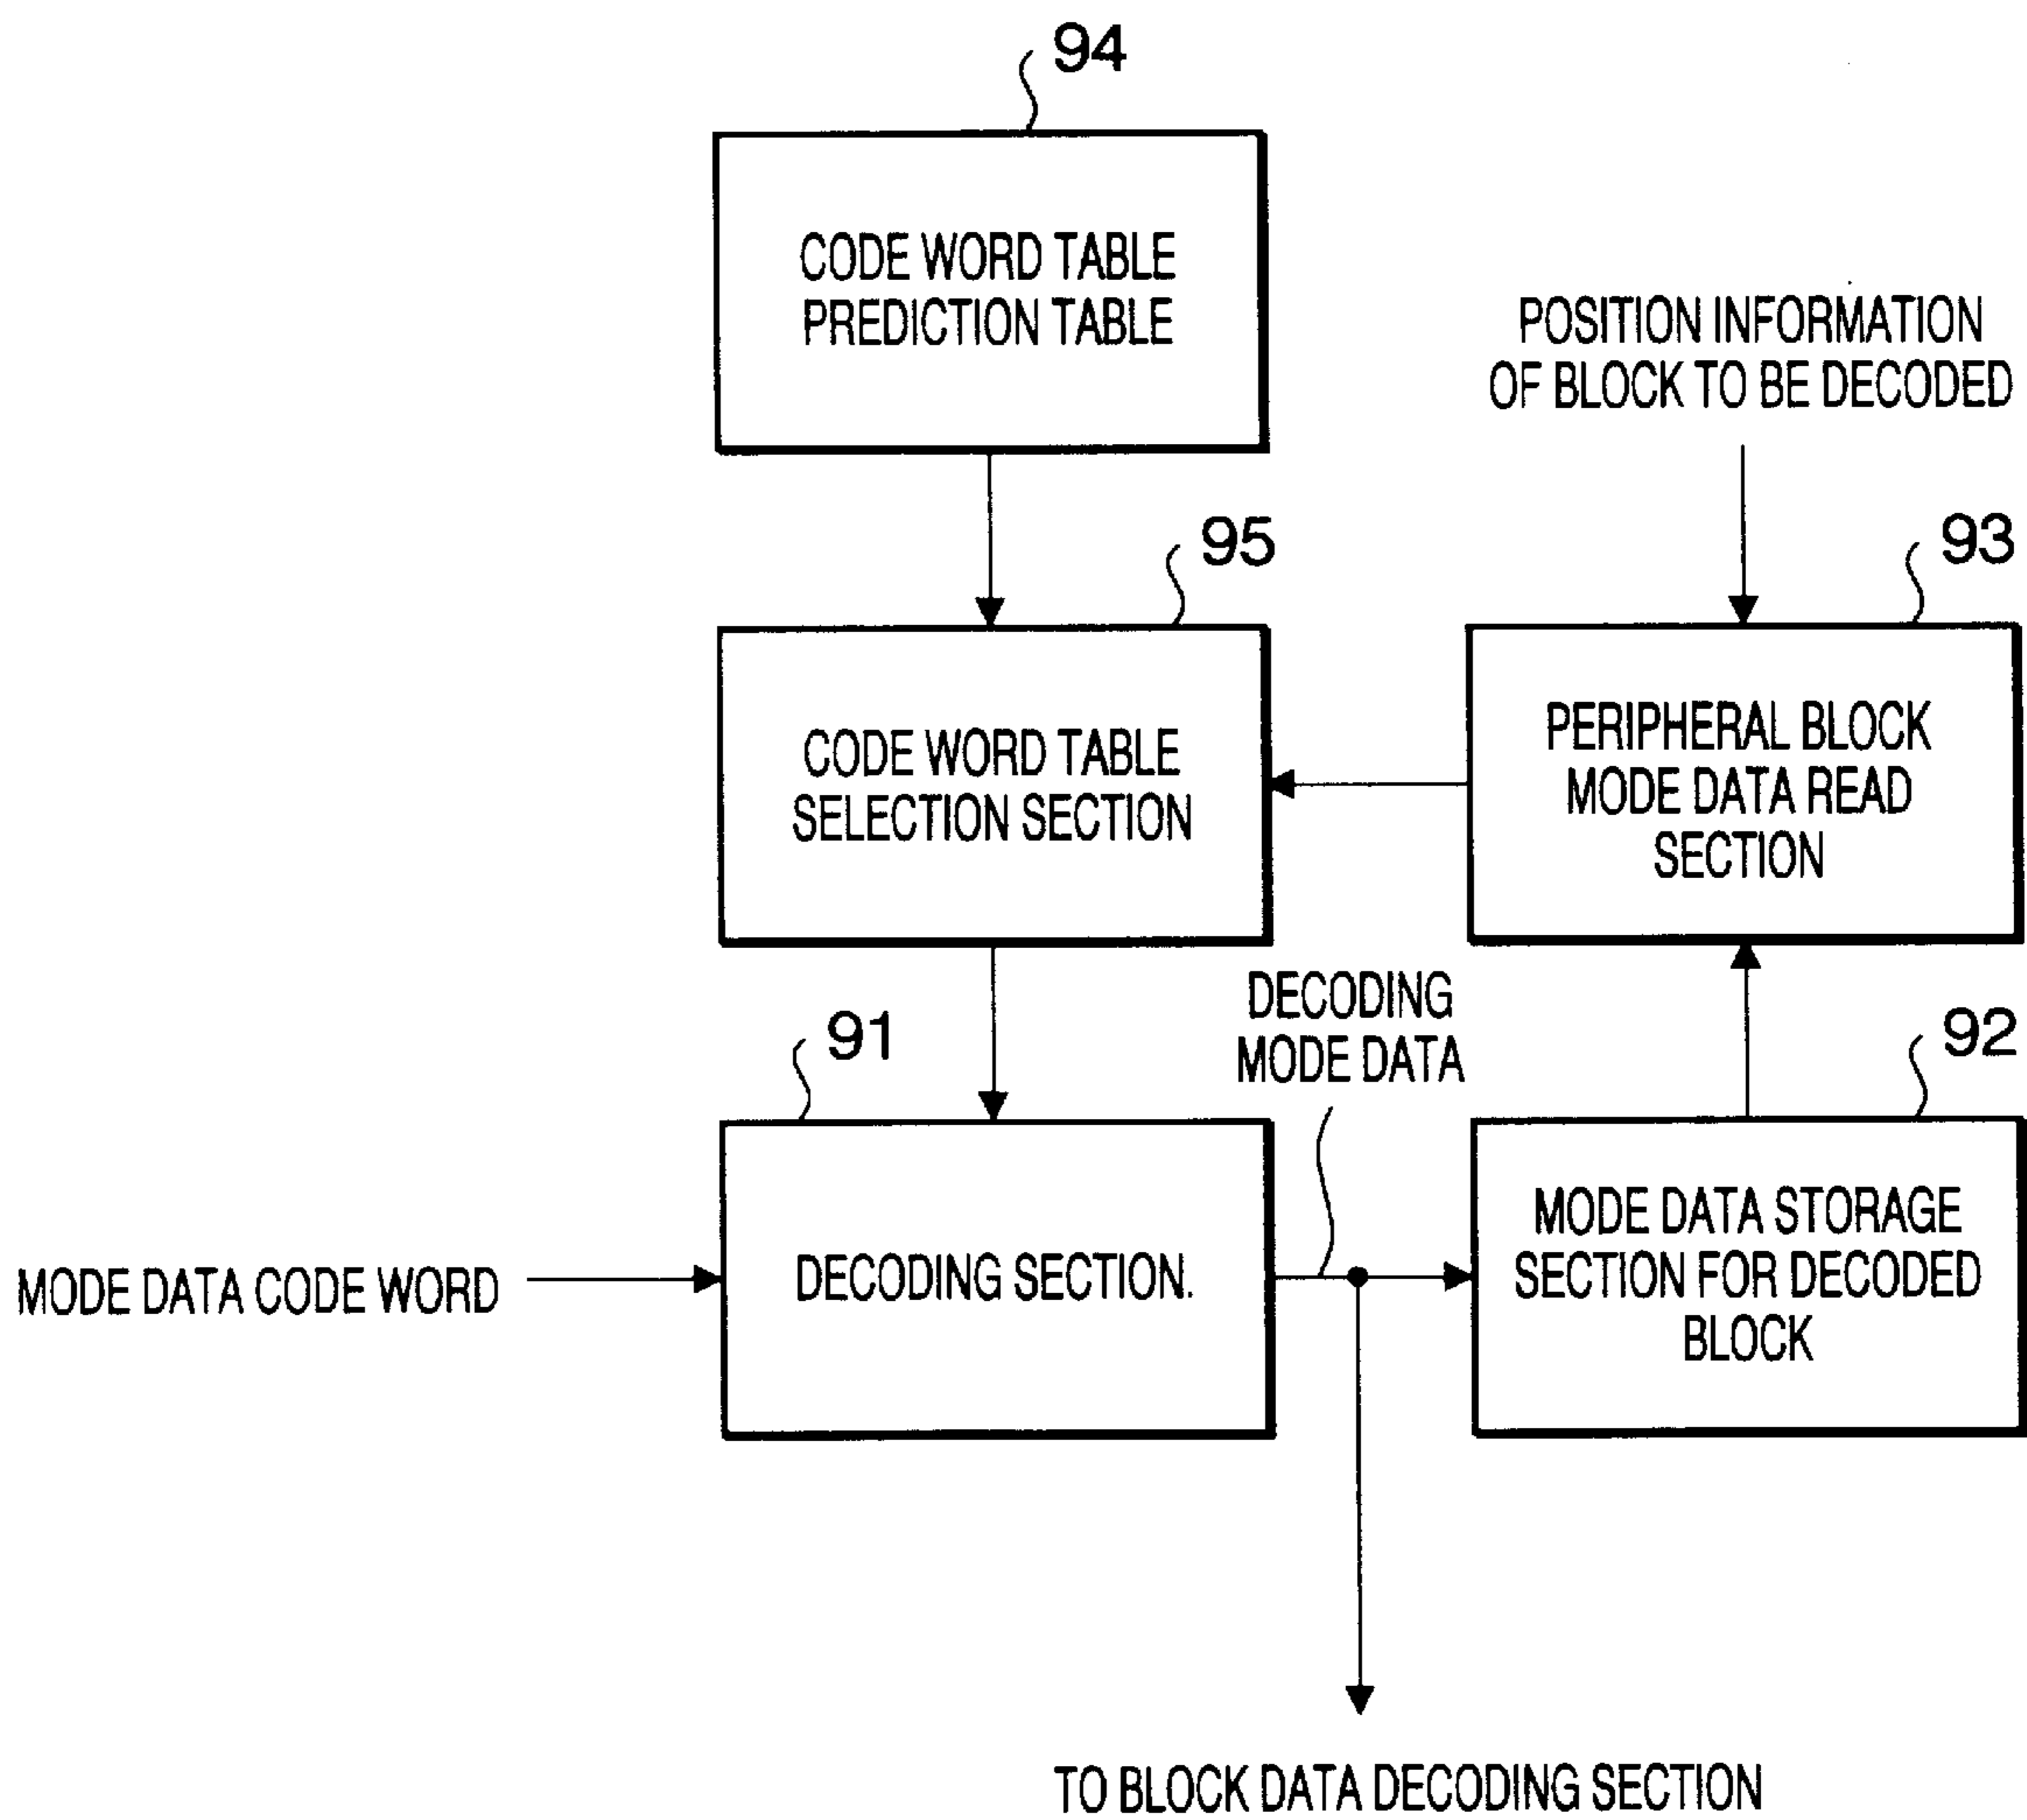 94
CODE WORD TABLE
PREDICTION TABLE
POSITION INFORMATION
OF BLOCK TO BE DECODED
95
93
CODE WORD TABLE
SELECTION SECTION
PERIPHERAL BLOCK
MODE DATA READ
SECTION
DECODING
MODE DATA
91
92
MODE DATA CODE WORD
DECODING SECTION.
MODE DATA STORAGE
SECTION FOR DECODED
BLOCK
TO BLOCK DATA DECODING SECTION